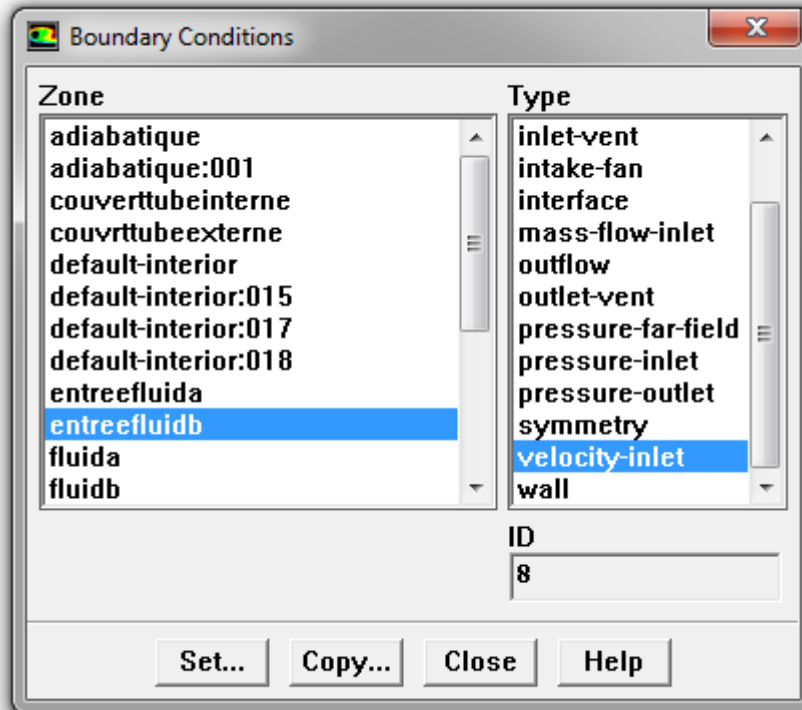 Boundary Conditions
Zone
adiabatique
adiabatique:001
couverttubeinterne
couvrttubeexterne
default-interior
default-interior:015
default-interior:017
default-interior:018
entreefluida
entreefluidb
fluida
fluidb
Type
inlet-vent
intake-fan
interface
mass-flow-inlet
outflow
outlet-vent
pressure-far-field
pressure-inlet
pressure-outlet
symmetry
velocity-inlet
wall
ID
8
Set... Copy... Close Help